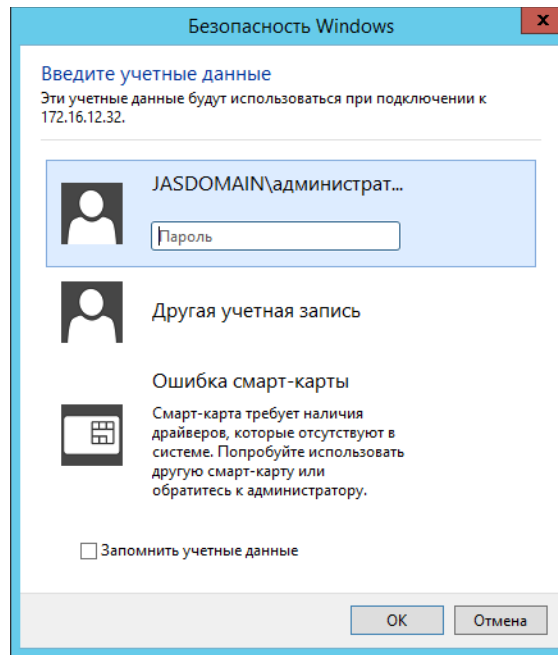 Безопасность Windows
x
Введите учетные данные
Эти учетные данные будут использоваться при подключении к
172.16.12.32.
JASDOMAIN\администрат...
Пароль
Другая учетная запись
Ошибка смарт-карты
Смарт-карта требует наличия
драйверов, которые отсутствуют в
системе. Попробуйте использовать
другую смарт-карту или
обратитесь к администратору.
Запомнить учетные данные
ОК
Отмена